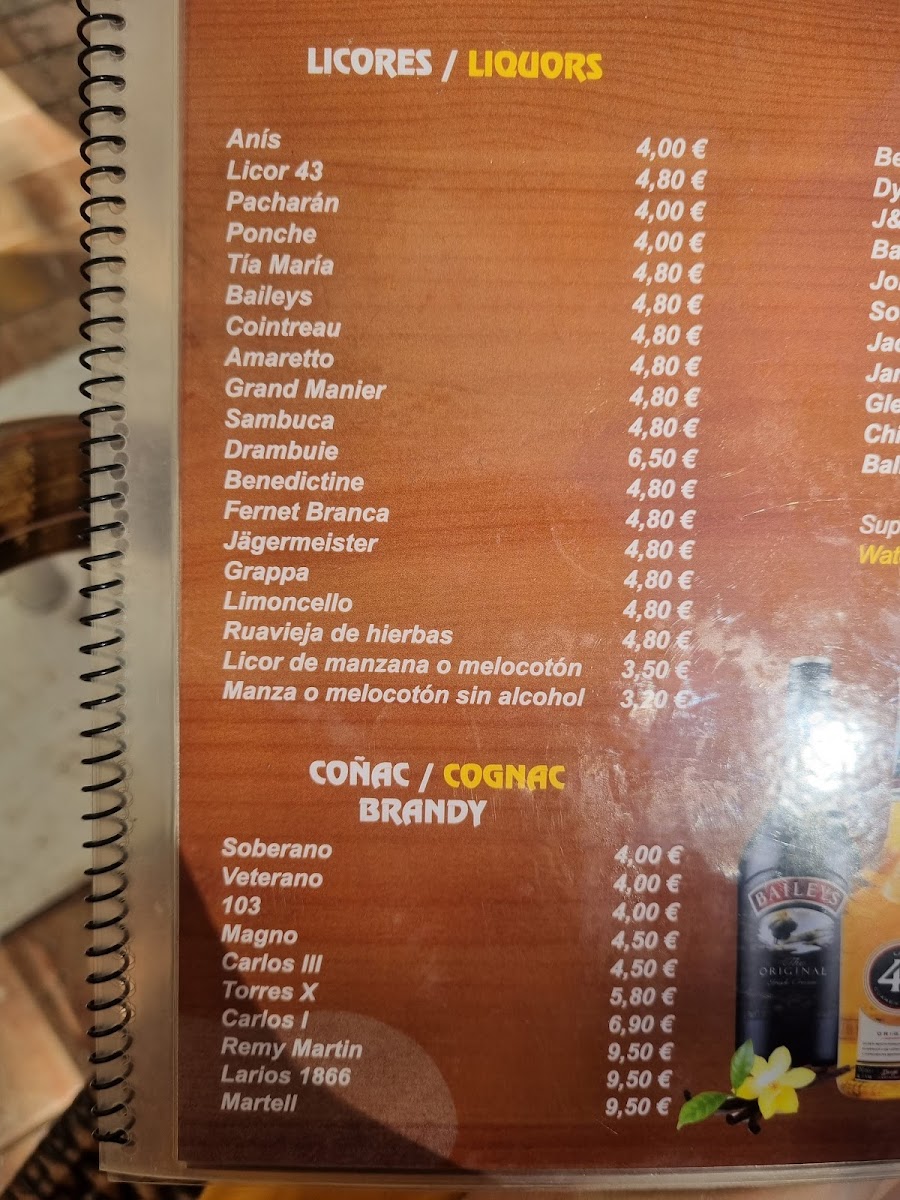 LICORES / LIQUORS
Anís 4,00 €
Licor 43 4,80 €
Pacharán 4,00 €
Ponche 4,00 €
Tía María 4,80 €
Baileys 4,80 €
Cointreau 4,80 €
Amaretto 4,80 €
Grand Manier 4,80 €
Sambuca 4,80 €
Drambuie 6,50 €
Benedictine 4,80 €
Fernet Branca 4,80 €
Jägermeister 4,80 €
Grappa 4,80 €
Limoncello 4,80 €
Ruavieja de hierbas 4,80 €
Licor de manzana o melocotón 3,50 €
Manza o melocotón sin alcohol 3,20 €
COÑAC / COGNAC
BRANDY
Soberano 4,00 €
Veterano 4,00 €
103 4,00 €
Magno 4,50 €
Carlos III 4,50 €
Torres X 5,80 €
Carlos I 6,90 €
Remy Martin 9,50 €
Larios 1866 9,50 €
Martell 9,50 €
BAILEYS
The
ORIGINAL